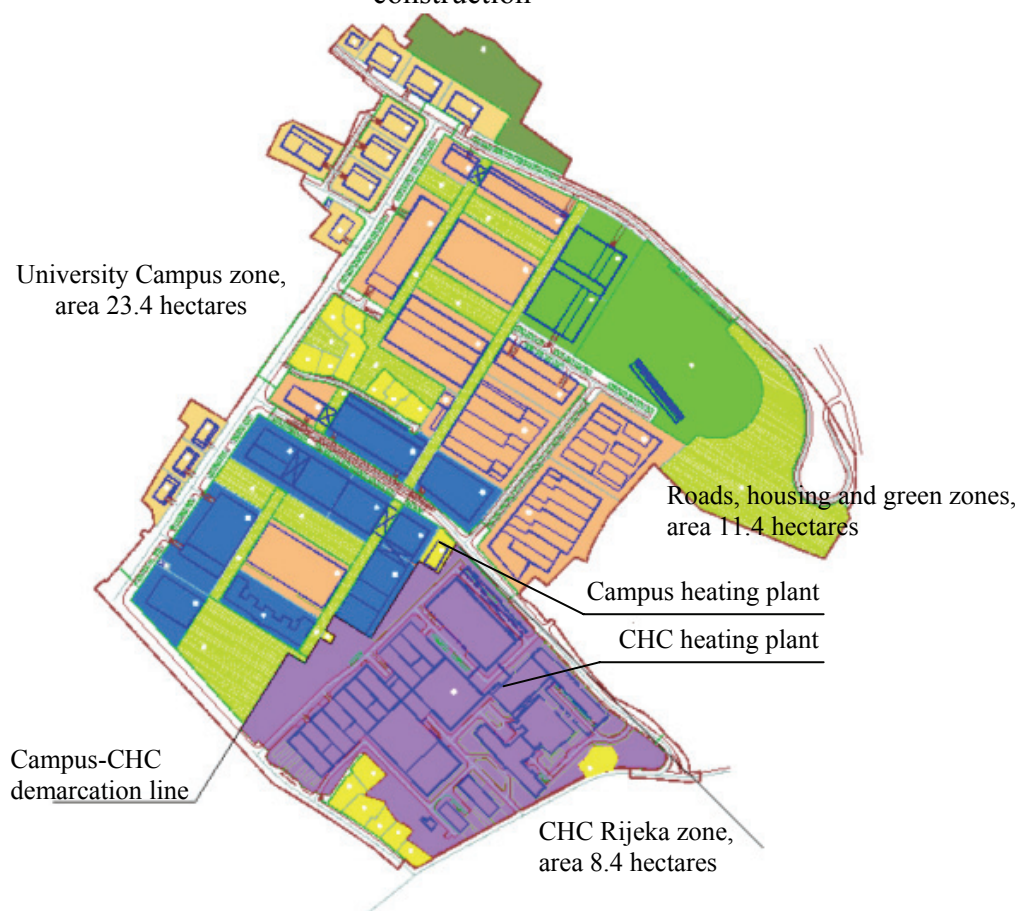 construction
University Campus zone,
area 23.4 hectares
Roads, housing and green zones,
area 11.4 hectares
Campus heating plant
CHC heating plant
Campus-CHC
demarcation line
CHC Rijeka zone,
area 8.4 hectares